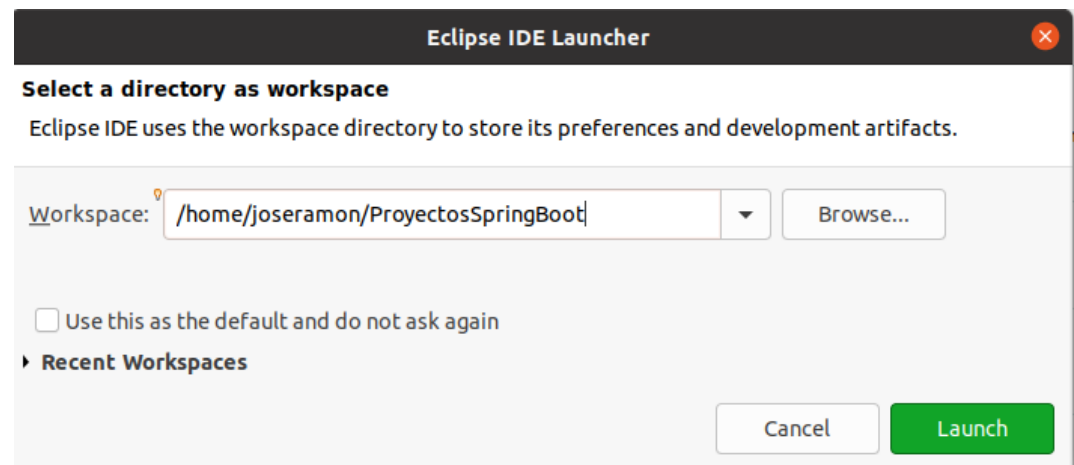 Eclipse IDE Launcher
Select a directory as workspace
Eclipse IDE uses the workspace directory to store its preferences and development artifacts.
Workspace: /home/joseramon/ProyectosSpringBoot Browse...
Use this as the default and do not ask again
Recent Workspaces
Cancel Launch